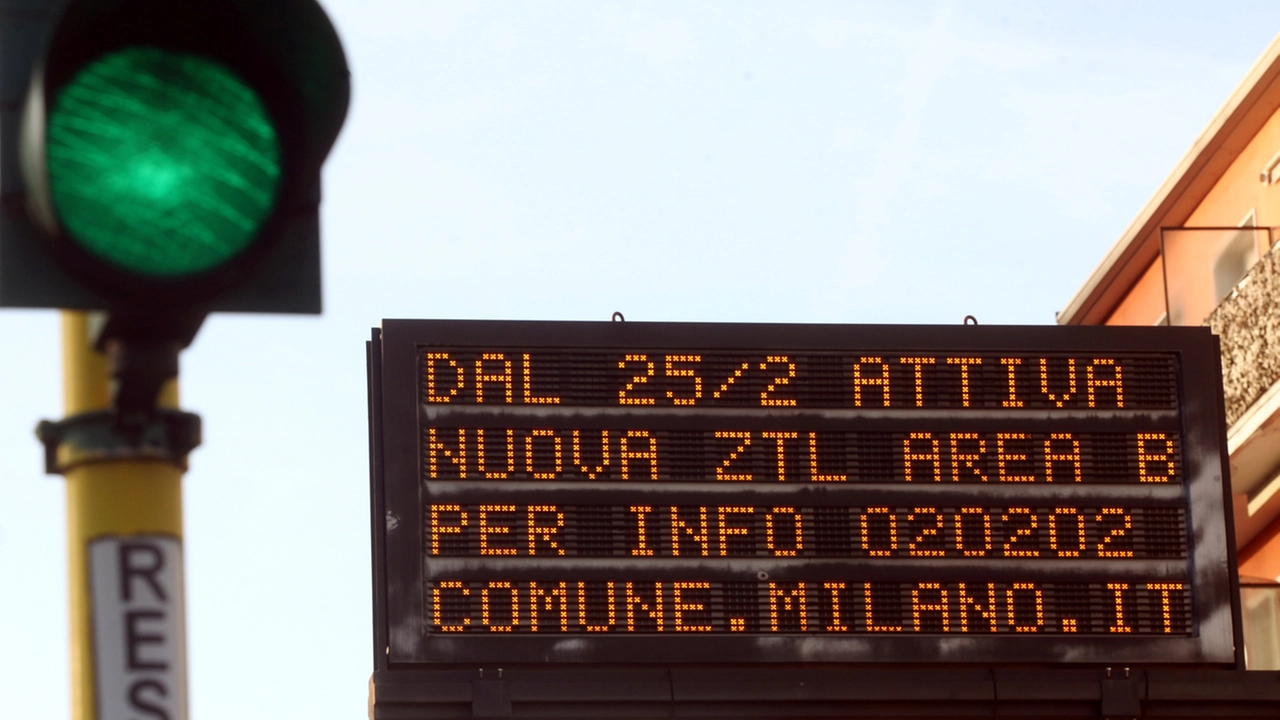 DAL 25/2 ATTIVA
NUOVA ZTL AREA B
PER INFO 020202
COMUNE.MILANO.IT
RES